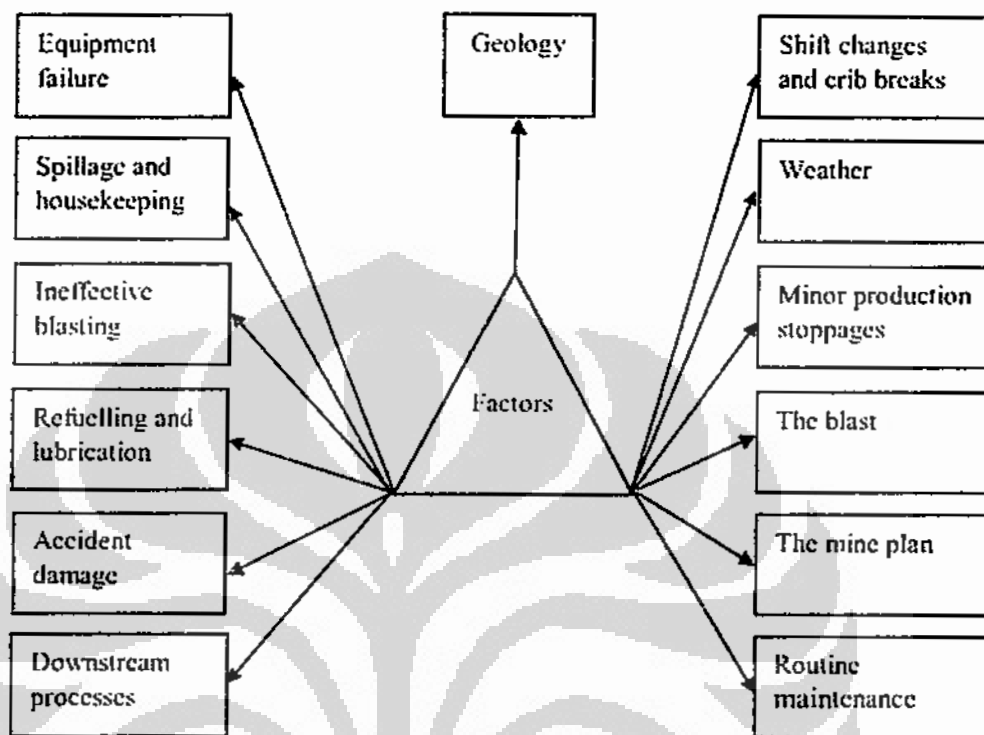 Equipment
failure
Spillage and
housekeeping
Ineffective
blasting
Refuelling and
lubrication
Accident
damage
Downstream
processes
Geology
Factors
Shift changes
and crib breaks
Weather
Minor production
stoppages
The blast
The mine plan
Routine
maintenance